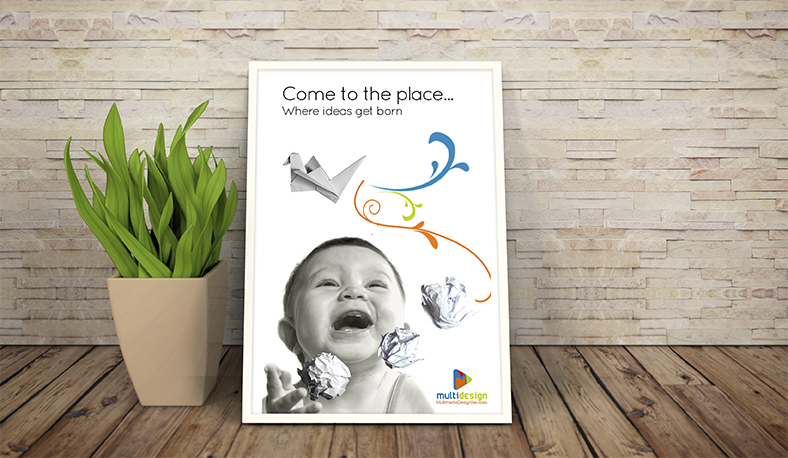 Come to the place...
Where ideas get born
multidesign
MultimediaDesignServices